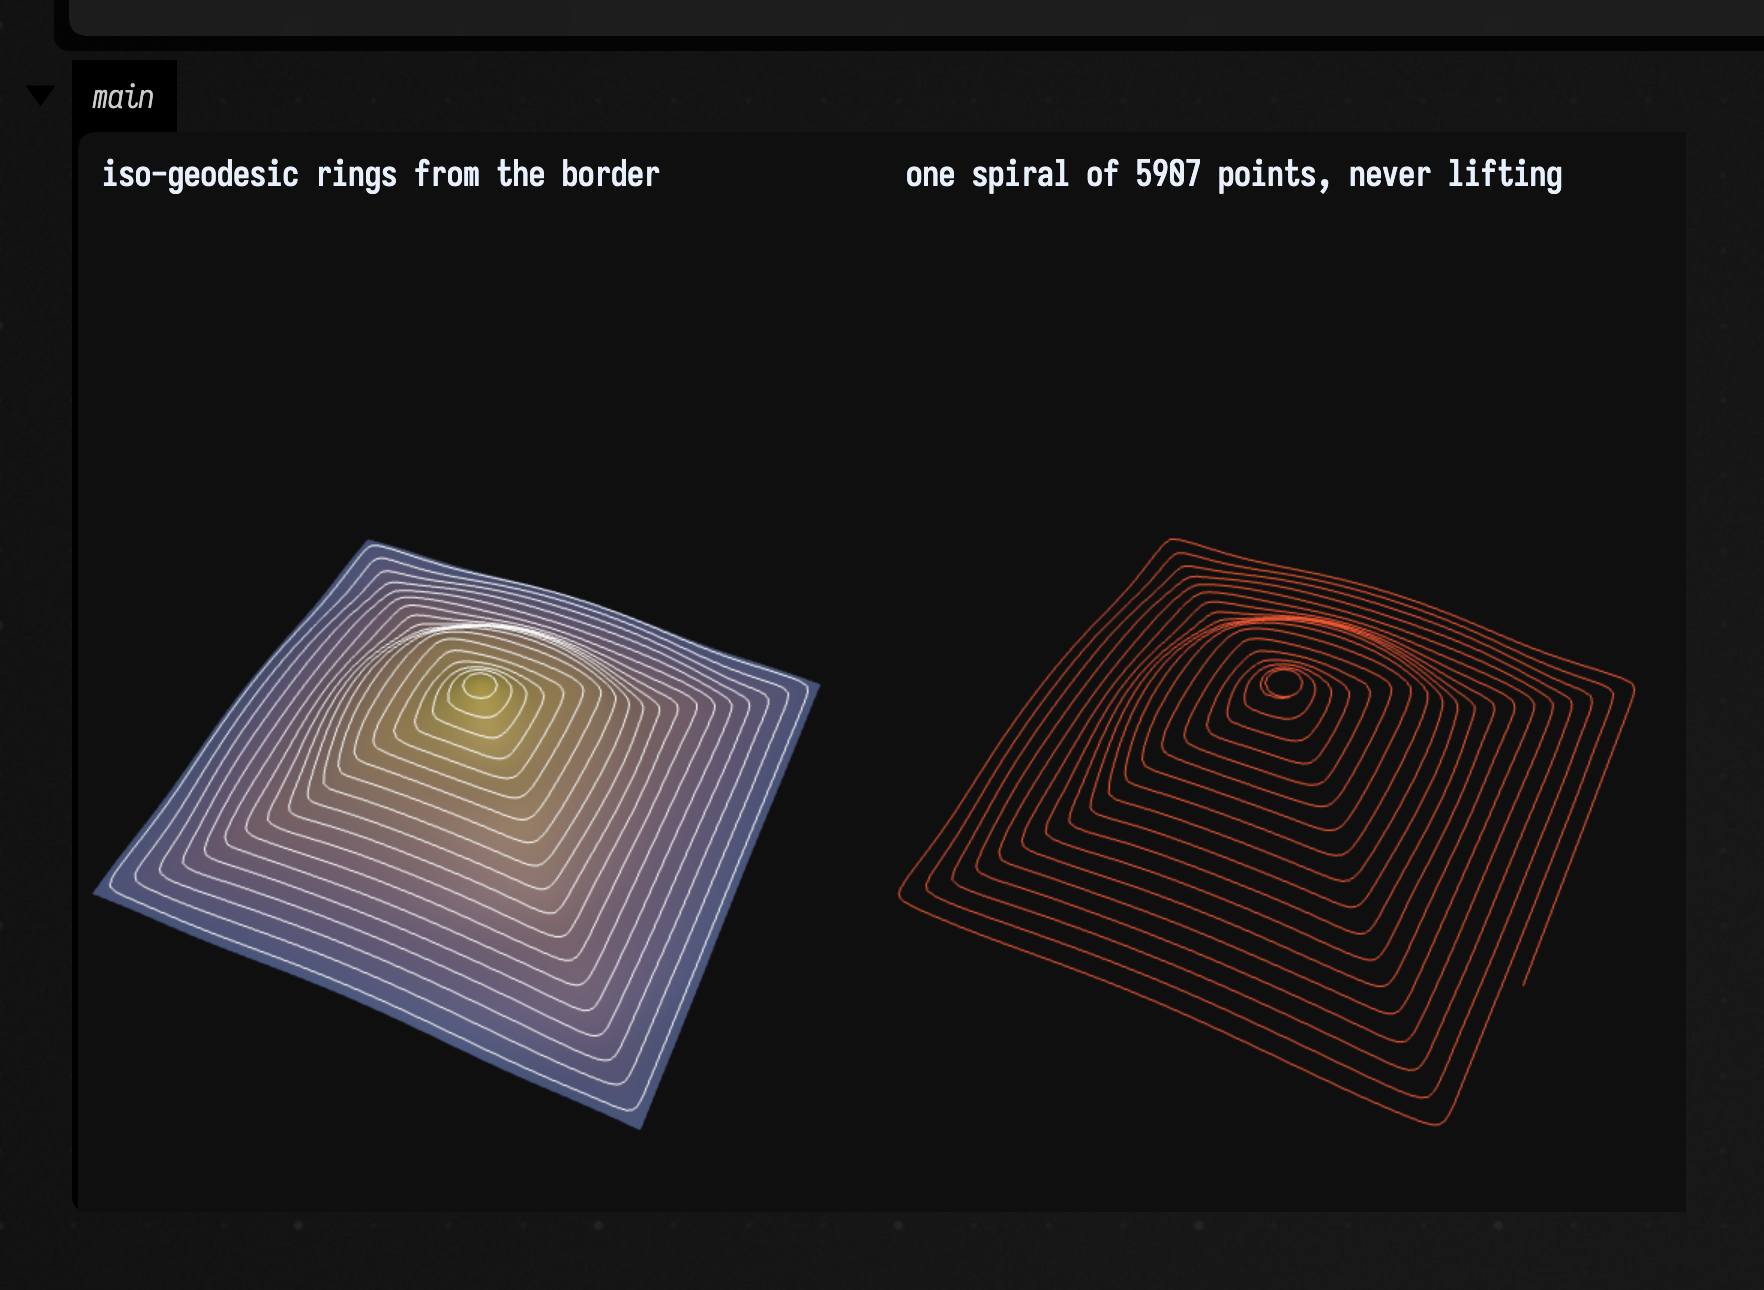 main
iso-geodesic rings from the border
one spiral of 5907 points, never lifting